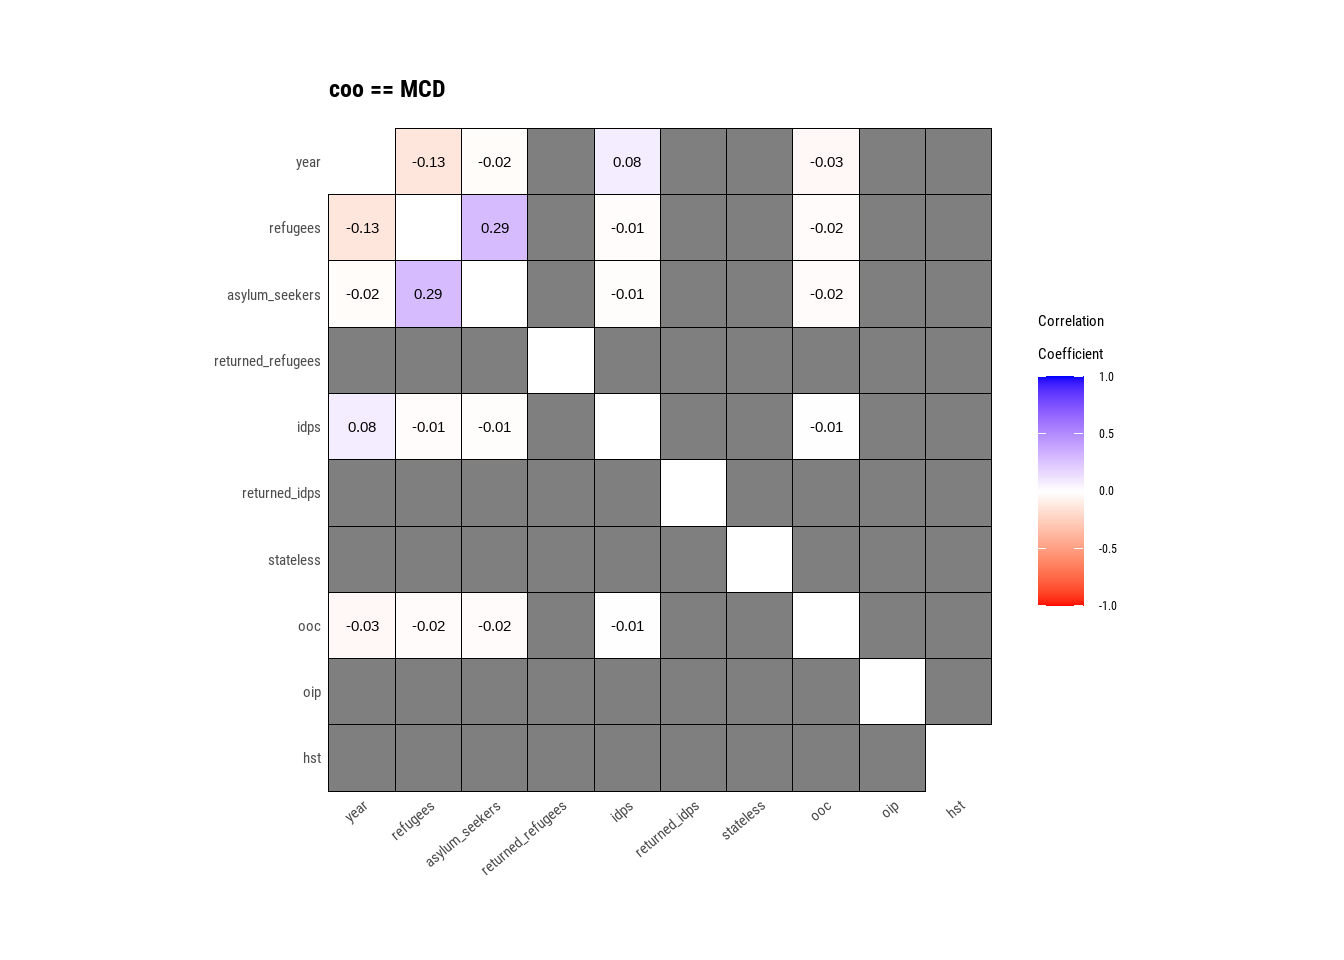 coo == MCD
year -0.13 -0.02 0.08 -0.03
refugees -0.13 0.29 -0.01 -0.02
asylum_seekers -0.02 0.29 -0.01 -0.02
returned_refugees
idps 0.08 -0.01 -0.01 -0.01
returned_idps
stateless
ooc -0.03 -0.02 -0.02 -0.01
oip
hst
year refugees asylum_seekers returned_refugees idps returned_idps stateless ooc oip hst
Correlation
Coefficient
1.0
0.5
0.0
-0.5
-1.0